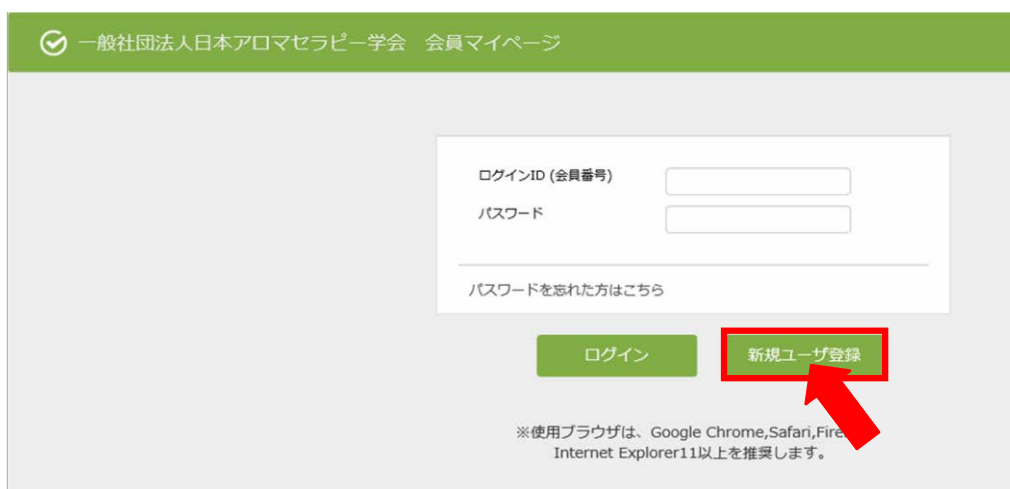 一般社団法人日本アロマセラピー学会　会員マイページ
ログインID (会員番号)
パスワード
パスワードを忘れた方はこちら
ログイン
新規ユーザ登録
※使用ブラウザは、Google Chrome,Safari,
Internet Explorer11以上を推奨します。